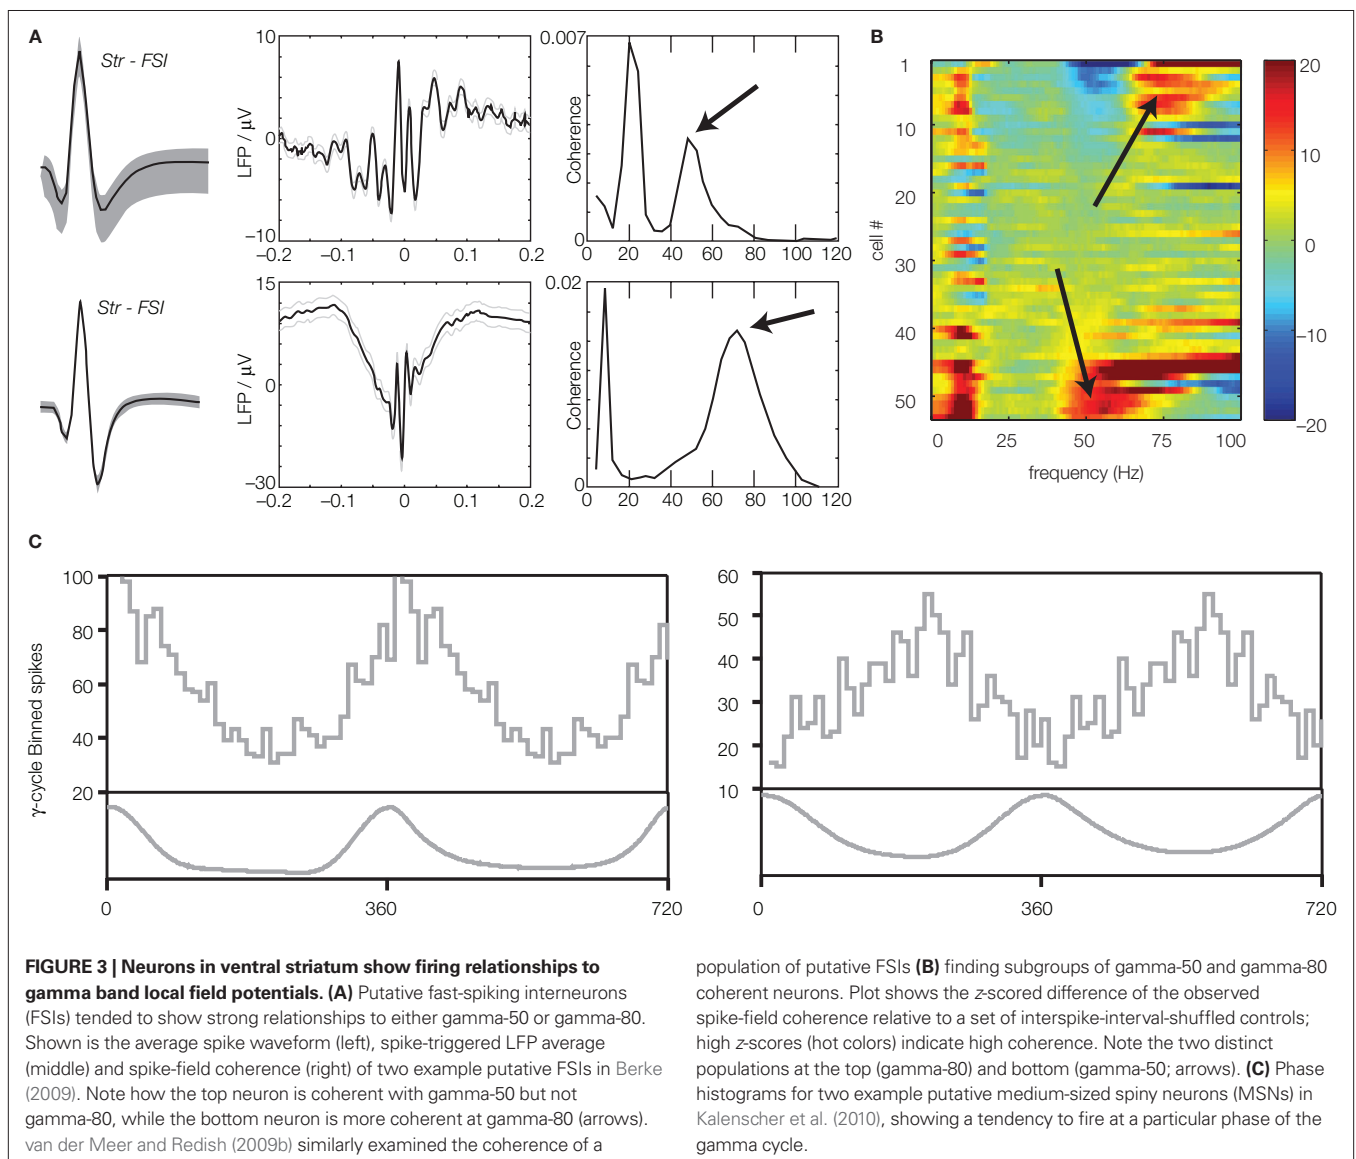 A
Str - FSI
10
0
−10
LFP / μV
−0.2 −0.1 0 0.1 0.2
0.007
0
Coherence
0 20 40 60 80 100 120
Str - FSI
15
0
−30
LFP / μV
−0.2 −0.1 0 0.1 0.2
0.02
0
Coherence
0 20 40 60 80 100 120
B
1
10
20
30
40
50
cell #
0 25 50 75 100
frequency (Hz)
20
10
0
−10
−20
C
100
80
60
40
20
γ-cycle Binned spikes
0 360 720
60
50
40
30
20
10
0 360 720
FIGURE 3 | Neurons in ventral striatum show firing relationships to
gamma band local field potentials. (A) Putative fast-spiking interneurons
(FSIs) tended to show strong relationships to either gamma-50 or gamma-80.
Shown is the average spike waveform (left), spike-triggered LFP average
(middle) and spike-field coherence (right) of two example putative FSIs in Berke
(2009). Note how the top neuron is coherent with gamma-50 but not
gamma-80, while the bottom neuron is more coherent at gamma-80 (arrows).
van der Meer and Redish (2009b) similarly examined the coherence of a
population of putative FSIs (B) finding subgroups of gamma-50 and gamma-80
coherent neurons. Plot shows the z-scored difference of the observed
spike-field coherence relative to a set of interspike-interval-shuffled controls;
high z-scores (hot colors) indicate high coherence. Note the two distinct
populations at the top (gamma-80) and bottom (gamma-50; arrows). (C) Phase
histograms for two example putative medium-sized spiny neurons (MSNs) in
Kalenscher et al. (2010), showing a tendency to fire at a particular phase of the
gamma cycle.